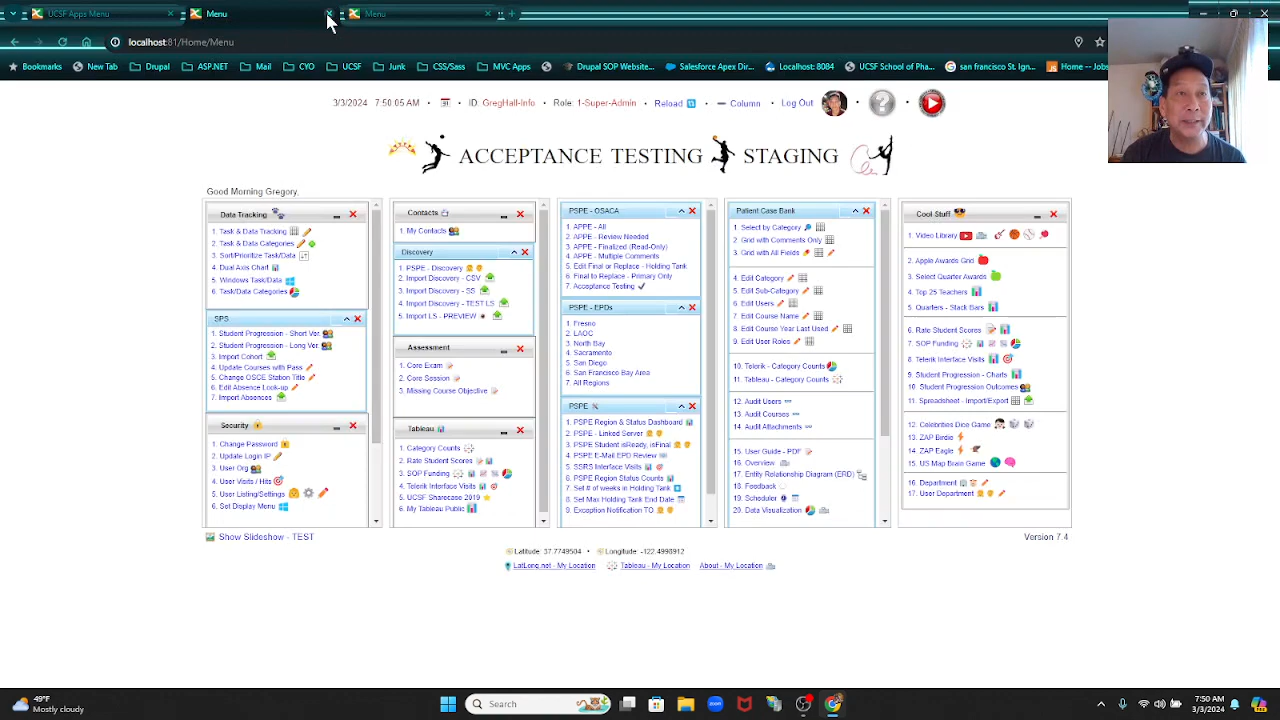 UCSF Apps Menu
Menu
Menu
localhost:81/Home/Menu
Bookmarks
New Tab
Drupal
ASP.NET
Mail
CYO
UCSF
Junk
CSS/Sass
MVC Apps
Drupal SOP Website...
Salesforce Apex Dir...
Localhost: 8084
UCSF School of Pha...
san francisco St. Ign...
Home -- Jobs
3/3/2024 7:50:05 AM • ID: GregHall-Info • Role: 1-Super-Admin • Reload • Column • Log Out
ACCEPTANCE TESTING STAGING
Good Morning Gregory.
Data Tracking
1. Task & Data Tracking
2. Task & Data Categories
3. Sort/Prioritize Task/Data
4. Dual Axis Chart
5. Windows Task/Data
6. Task/Data Categories
SPS
1. Student Progression - Short Ver.
2. Student Progression - Long Ver.
3. Import Cohort
4. Update Courses with Pass
5. Change OSCE Station Title
6. Edit Absence Look-up
7. Import Absences
Security
1. Change Password
2. Update Login IP
3. User Org
4. User Visits / Hits
5. User Listing/Settings
6. Set Display Menu
Contacts
1. My Contacts
Discovery
1. PSPE - Discovery
2. Import Discovery - CSV
3. Import Discovery - SS
4. Import Discovery - TEST LS
5. Import LS - PREVIEW
Assessment
1. Core Exam
2. Core Session
3. Missing Course Objective
Tableau
1. Category Counts
2. Rate Student Scores
3. SOP Funding
4. Telerik Interface Visits
5. UCSF Sharecase 2019
6. My Tableau Public
PSPE - OSACA
1. APPE - All
2. APPE - Review Needed
3. APPE - Finalized (Read-Only)
4. APPE - Multiple Comments
5. Edit Final or Replace - Holding Tank
6. Final to Replace - Primary Only
7. Acceptance Testing
PSPE - EPDs
1. Fresno
2. LAOC
3. North Bay
4. Sacramento
5. San Diego
6. San Francisco Bay Area
7. All Regions
PSPE
1. PSPE Region & Status Dashboard
2. PSPE - Linked Server
3. PSPE Student isReady, isFinal
4. PSPE E-Mail EPD Review
5. SSRS Interface Visits
6. PSPE Region Status Counts
7. Set # of weeks in Holding Tank
8. Set Max Holding Tank End Date
9. Exception Notification TO
Patient Case Bank
1. Select by Category
2. Grid with Comments Only
3. Grid with All Fields
4. Edit Category
5. Edit Sub-Category
6. Edit Users
7. Edit Course Name
8. Edit Course Year Last Used
9. Edit User Roles
10. Telerik - Category Counts
11. Tableau - Category Counts
12. Audit Users
13. Audit Courses
14. Audit Attachments
15. User Guide - PDF
16. Overview
17. Entity Relationship Diagram (ERD)
18. Feedback
19. Scheduler
20. Data Visualization
Cool Stuff
1. Video Library
2. Apple Awards Grid
3. Select Quarter Awards
4. Top 25 Teachers
5. Quarters - Stack Bars
6. Rate Student Scores
7. SOP Funding
8. Telerik Interface Visits
9. Student Progression - Charts
10. Student Progression Outcomes
11. Spreadsheet - Import/Export
12. Celebrities Dice Game
13. ZAP Birdie
14. ZAP Eagle
15. US Map Brain Game
16. Department
17. User Department
Show Slideshow - TEST
Version 7.4
Latitude: 37.7749504 • Longitude: -122.4998912
LatLong.net - My Location
Tableau - My Location
About - My Location
49°F
Mostly cloudy
Search
zoom
7:50 AM
3/3/2024